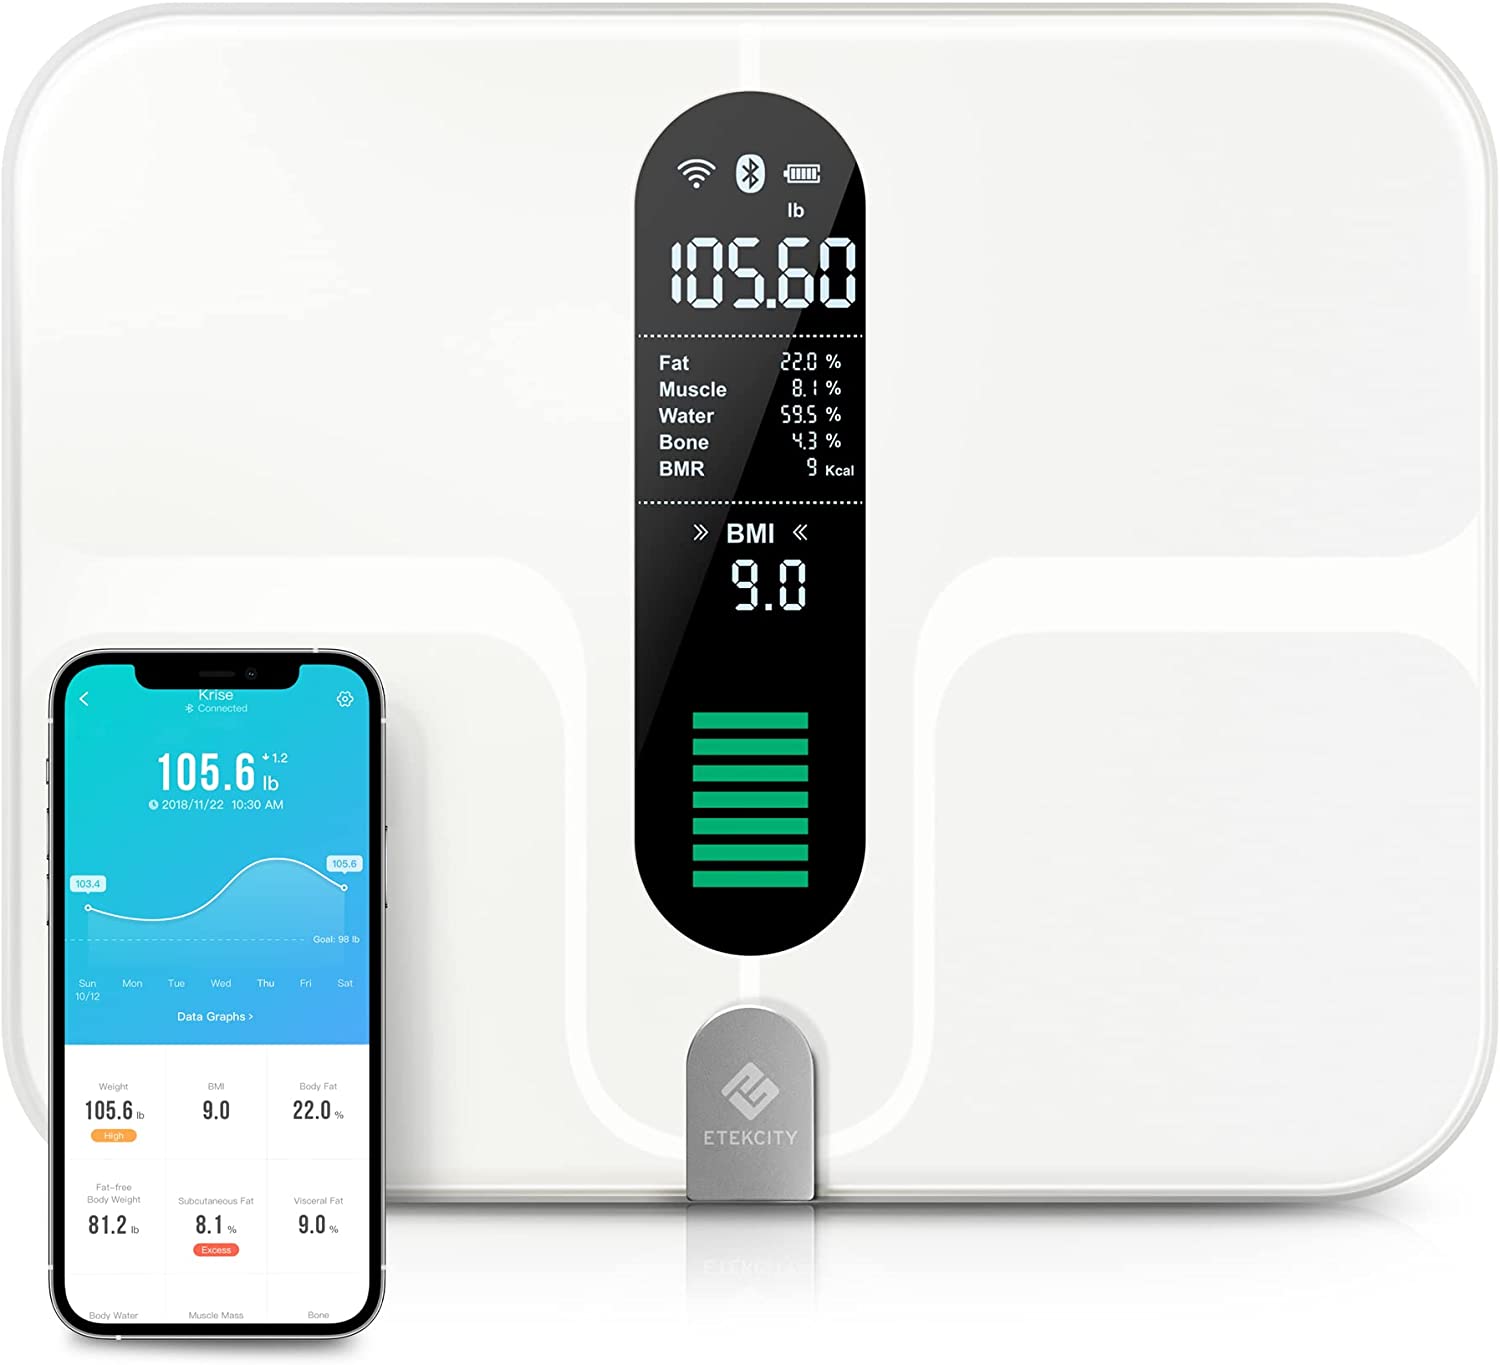 lb
105.60
Fat 22.0 %
Muscle 8.1 %
Water 59.5 %
Bone 4.3 %
BMR 9 Kcal
» BMI «
9.0
ETEKCITY
Krise
Connected
105.6 lb 1.2
2018/11/22 10:30 AM
103.4
105.6
Goal: 98 lb
Sun Mon Tue Wed Thu Fri Sat
10/12
Data Graphs >
Weight BMI Body Fat
105.6 lb 9.0 22.0 %
High
Fat-free
Body Weight Subcutaneous Fat Visceral Fat
81.2 lb 8.1 % 9.0 %
Excess
Body Water Muscle Mass Bone